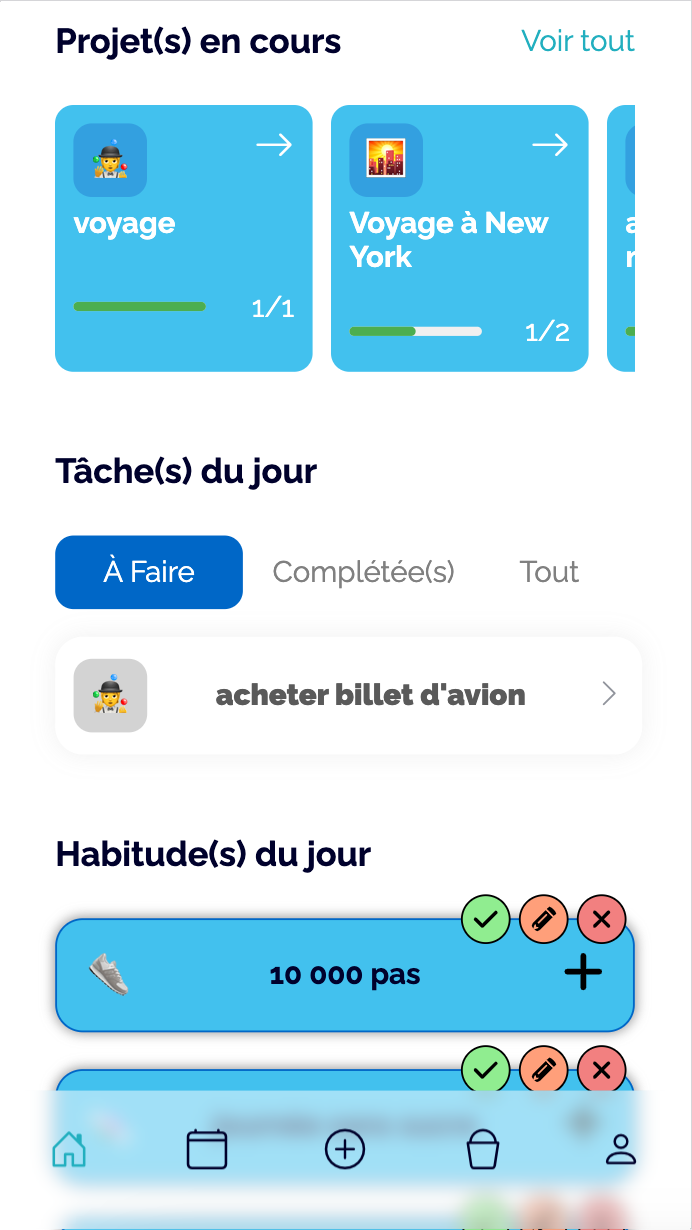 Projet(s) en cours
Voir tout
voyage
1/1
Voyage à New
York
1/2
Tâche(s) du jour
À Faire
Complétée(s)
Tout
acheter billet d'avion
Habitude(s) du jour
10 000 pas